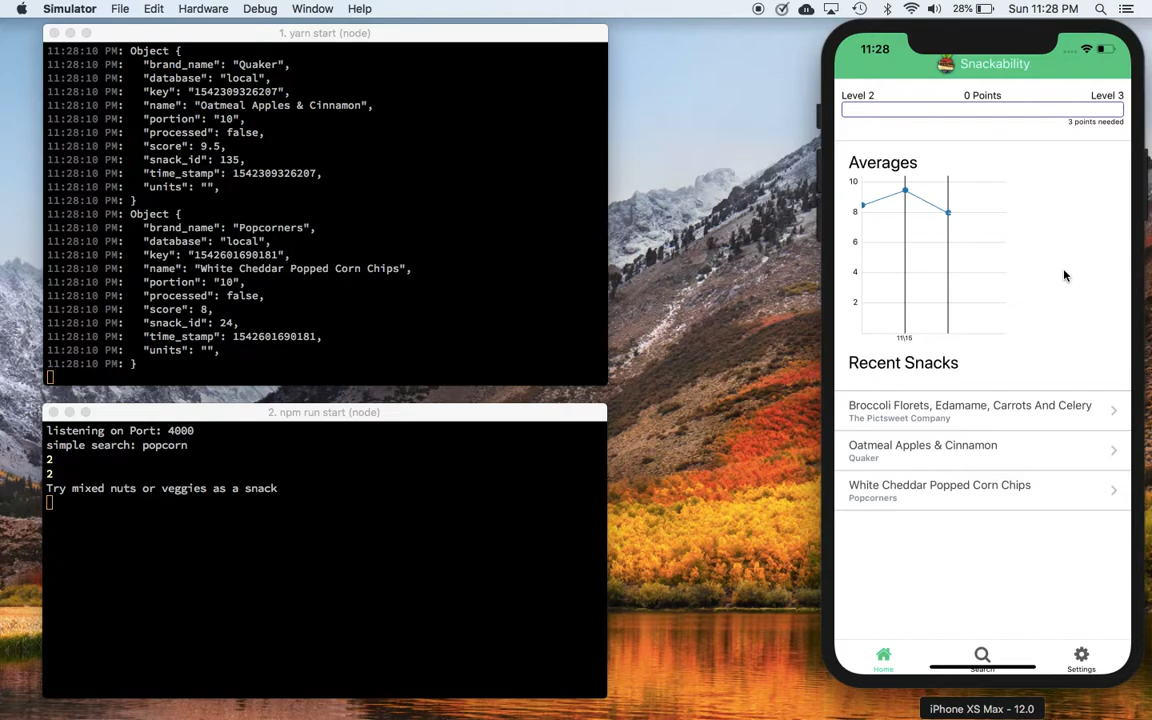 Simulator File Edit Hardware Debug Window Help 28% Sun 11:28 PM
1. yarn start (node)
11:28:10 PM: Object {
11:28:10 PM: "brand_name": "Quaker",
11:28:10 PM: "database": "local",
11:28:10 PM: "key": "1542309326207",
11:28:10 PM: "name": "Oatmeal Apples & Cinnamon",
11:28:10 PM: "portion": "10",
11:28:10 PM: "processed": false,
11:28:10 PM: "score": 9.5,
11:28:10 PM: "snack_id": 135,
11:28:10 PM: "time_stamp": 1542309326207,
11:28:10 PM: "units": "",
11:28:10 PM: }
11:28:10 PM: Object {
11:28:10 PM: "brand_name": "Popcorners",
11:28:10 PM: "database": "local",
11:28:10 PM: "key": "1542601690181",
11:28:10 PM: "name": "White Cheddar Popped Corn Chips",
11:28:10 PM: "portion": "10",
11:28:10 PM: "processed": false,
11:28:10 PM: "score": 8,
11:28:10 PM: "snack_id": 24,
11:28:10 PM: "time_stamp": 1542601690181,
11:28:10 PM: "units": "",
11:28:10 PM: }
2. npm run start (node)
listening on Port: 4000
simple search: popcorn
2
2
Try mixed nuts or veggies as a snack
11:28
Snackability
Level 2 0 Points Level 3
3 points needed
Averages
10
8
6
4
2
11\15
Recent Snacks
Broccoli Florets, Edamame, Carrots And Celery
The Pictsweet Company
Oatmeal Apples & Cinnamon
Quaker
White Cheddar Popped Corn Chips
Popcorners
Home Search Settings
iPhone XS Max - 12.0